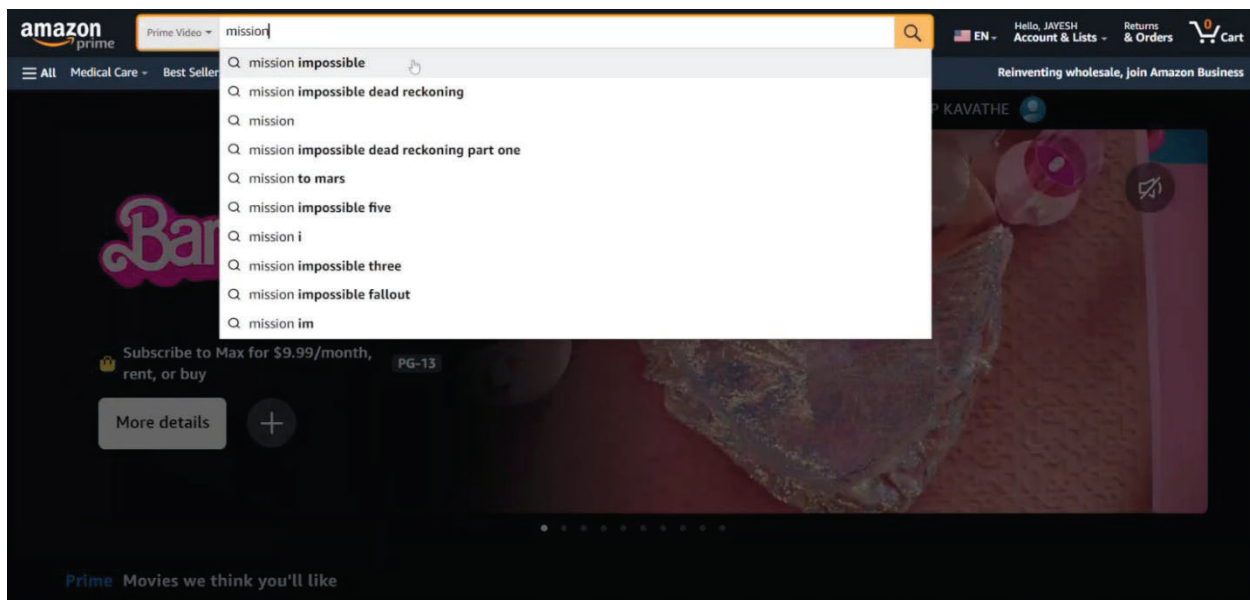 amazon
prime
Prime Video
mission
EN
Hello, JAYESH
Account & Lists
Returns
& Orders
0
Cart
All
Medical Care
Best Seller
Reinventing wholesale, join Amazon Business
mission impossible
mission impossible dead reckoning
mission
mission impossible dead reckoning part one
mission to mars
mission impossible five
mission i
mission impossible three
mission impossible fallout
mission im
P KAVATHE
Bar
Subscribe to Max for $9.99/month,
rent, or buy
PG-13
More details
Prime Movies we think you'll like